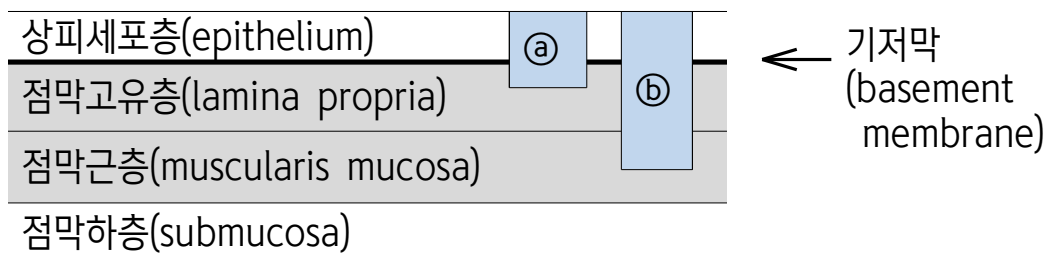 상피세포층(epithelium)
ⓐ
점막고유층(lamina propria)
ⓑ
점막근층(muscularis mucosa)
점막하층(submucosa)
기저막
(basement
membrane)